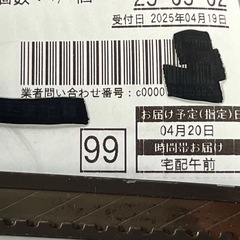 受付日 2025年04月19日
業者問い合わせ番号:c0000
お届け予定(指定)日
04月20日
99
時間帯お届け
宅配午前